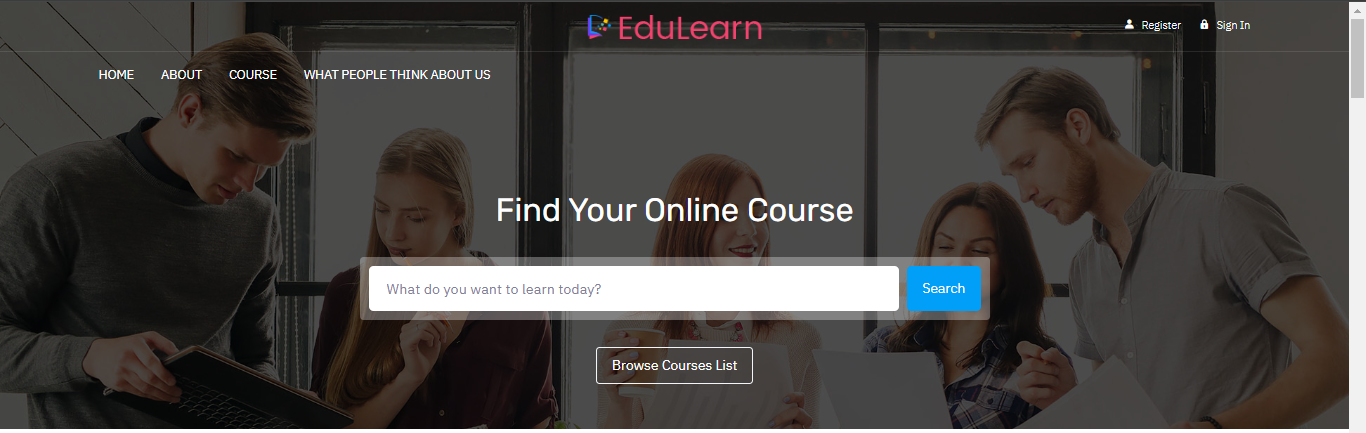 EduLearn
Register Sign In
HOME ABOUT COURSE WHAT PEOPLE THINK ABOUT US
Find Your Online Course
What do you want to learn today? Search
Browse Courses List